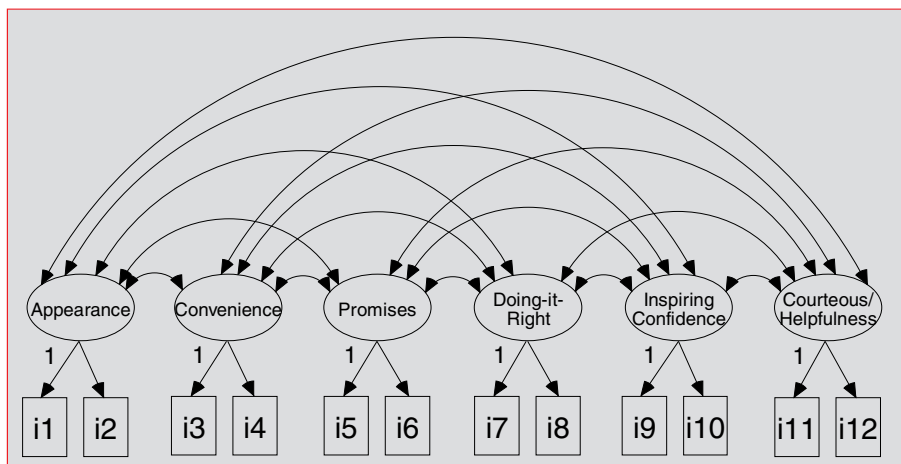 Appearance
Convenience
Promises
Doing-it-
Right
Inspiring
Confidence
Courteous/
Helpfulness
1
1
1
1
1
1
i1
i2
i3
i4
i5
i6
i7
i8
i9
i10
i11
i12